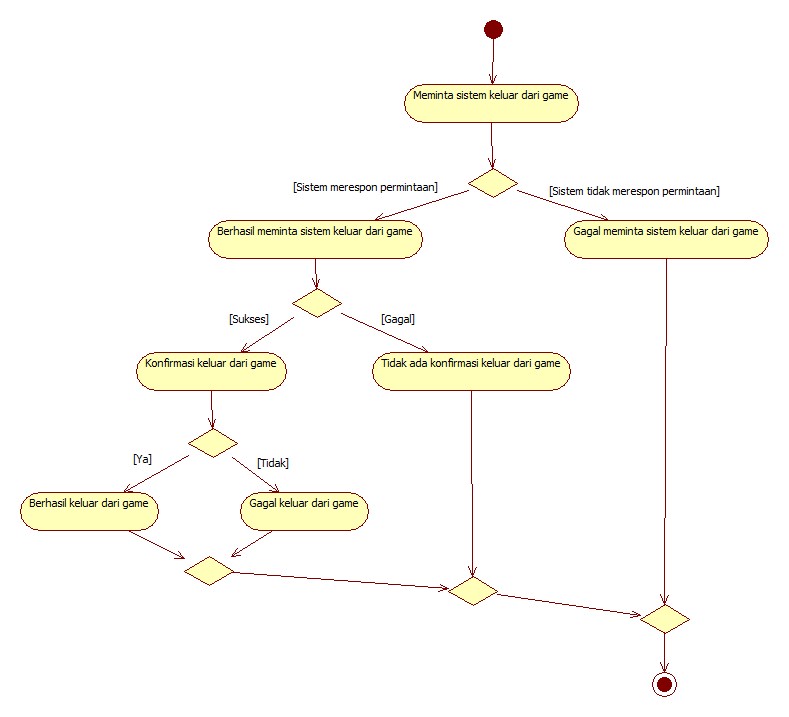 Meminta sistem keluar dari game
[Sistem merespon permintaan]
[Sistem tidak merespon permintaan]
Berhasil meminta sistem keluar dari game
Gagal meminta sistem keluar dari game
[Sukses]
[Gagal]
Konfirmasi keluar dari game
Tidak ada konfirmasi keluar dari game
[Ya]
[Tidak]
Berhasil keluar dari game
Gagal keluar dari game